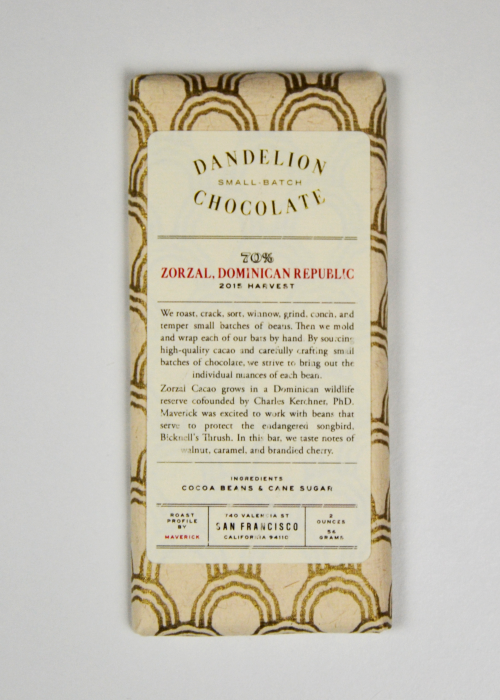 DANDELION
SMALL-BATCH
CHOCOLATE
70%
ZORZAL, DOMINICAN REPUBLIC
2015 HARVEST
We roast, crack, sort, winnow, grind, conch, and
temper small batches of beans. Then we mold
and wrap each of our bars by hand. By sourcing
high-quality cacao and carefully crafting small
batches of chocolate, we strive to bring out the
individual nuances of each bean.
Zorzal Cacao grows in a Dominican wildlife
reserve cofounded by Charles Kerchner, PhD.
Maverick was excited to work with beans that
serve to protect the endangered songbird,
Bicknell's Thrush. In this bar, we taste notes of
walnut, caramel, and brandied cherry.
INGREDIENTS
COCOA BEANS & CANE SUGAR
ROAST
PROFILE
BY
MAVERICK
740 VALENCIA ST
SAN FRANCISCO
CALIFORNIA 94110
2
OUNCES
56
GRAMS